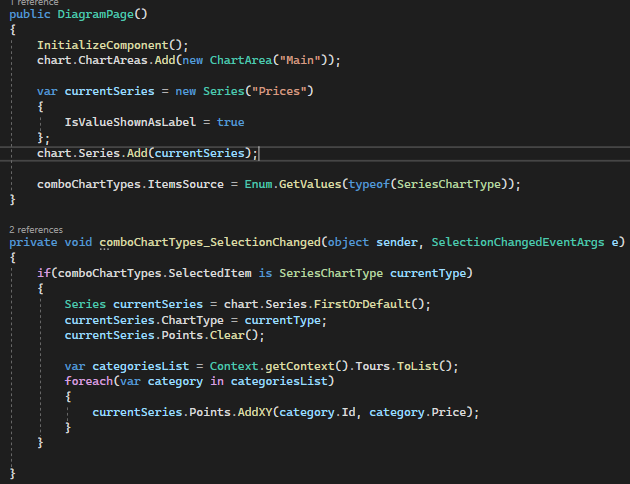 1 reference
public DiagramPage()
{
InitializeComponent();
chart.ChartAreas.Add(new ChartArea("Main"));
var currentSeries = new Series("Prices")
{
IsValueShownAsLabel = true
};
chart.Series.Add(currentSeries);
comboChartTypes.ItemsSource = Enum.GetValues(typeof(SeriesChartType));
}
2 references
private void comboChartTypes_SelectionChanged(object sender, SelectionChangedEventArgs e)
{
if(comboChartTypes.SelectedItem is SeriesChartType currentType)
{
Series currentSeries = chart.Series.FirstOrDefault();
currentSeries.ChartType = currentType;
currentSeries.Points.Clear();
var categoriesList = Context.getContext().Tours.ToList();
foreach(var category in categoriesList)
{
currentSeries.Points.AddXY(category.Id, category.Price);
}
}
}